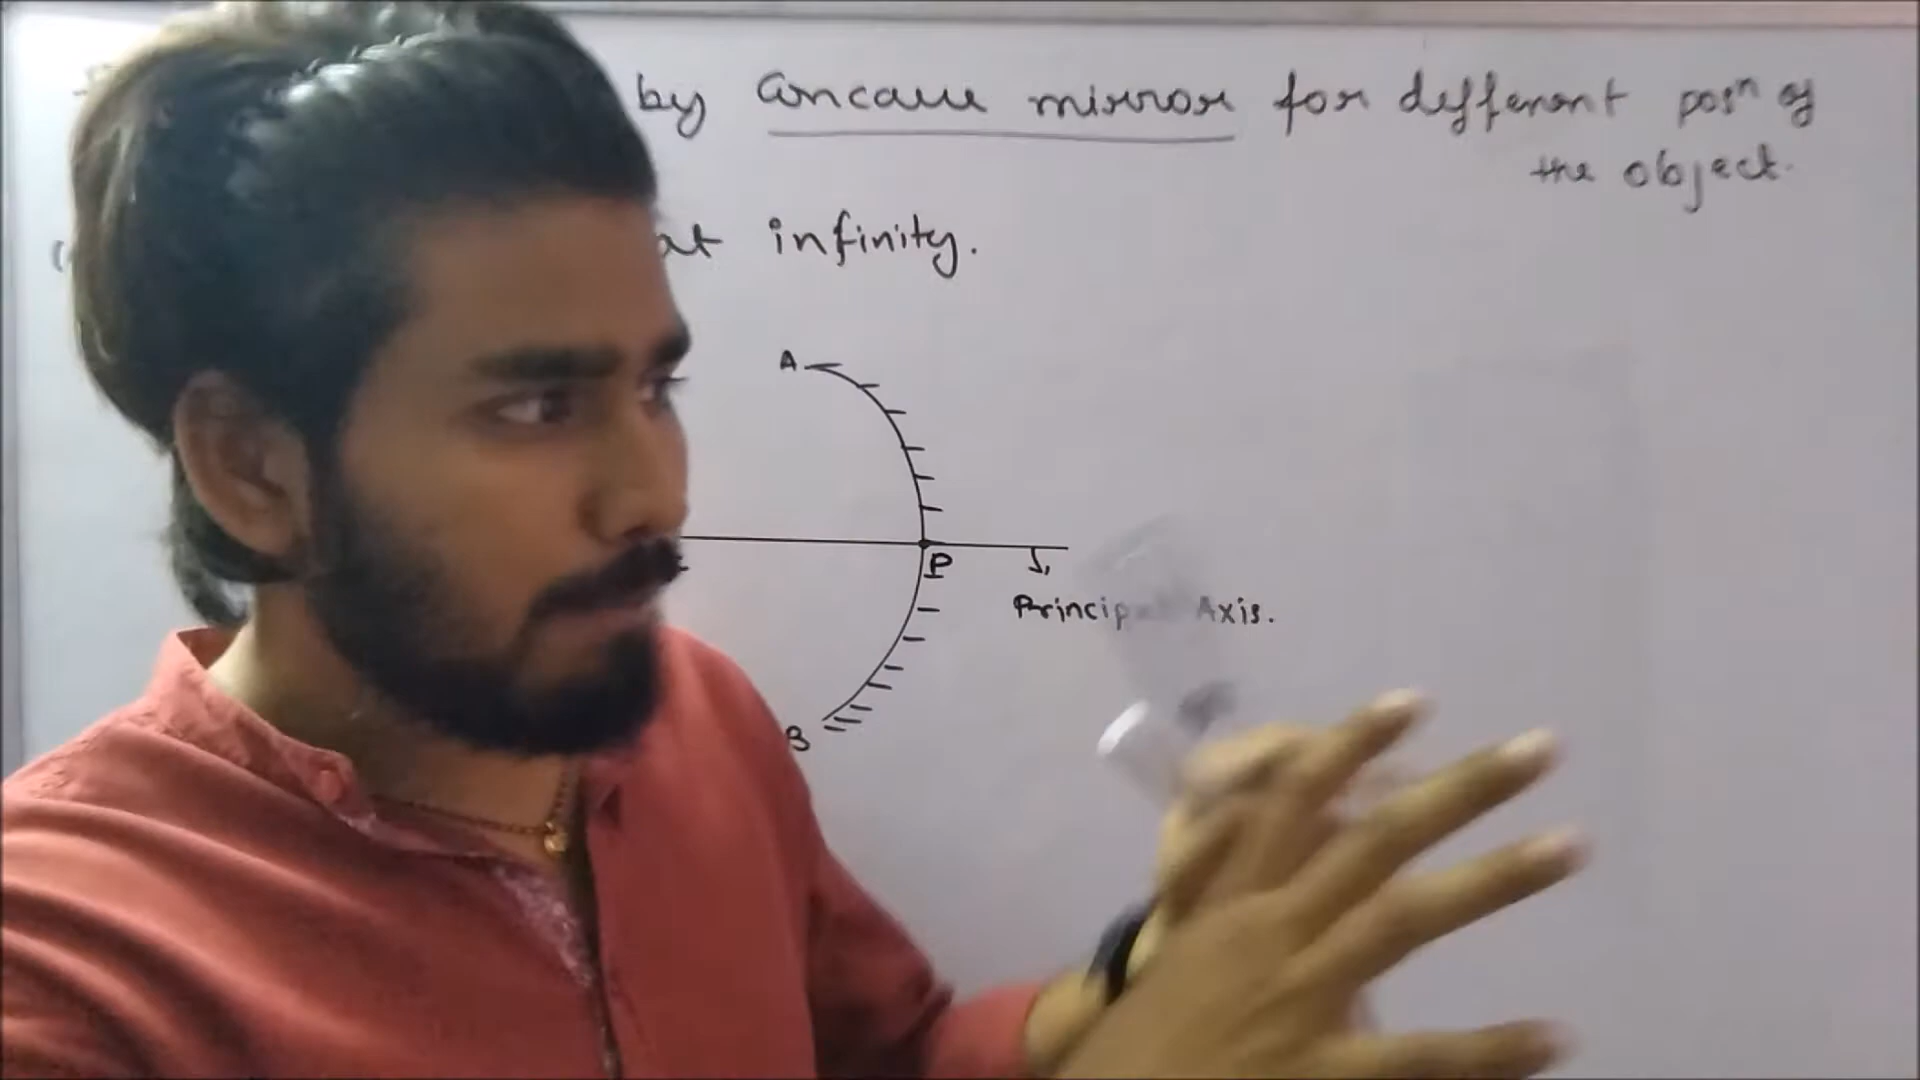 by concave mirror for different posn of
the object.
at infinity.
A
P
Principal Axis.
B